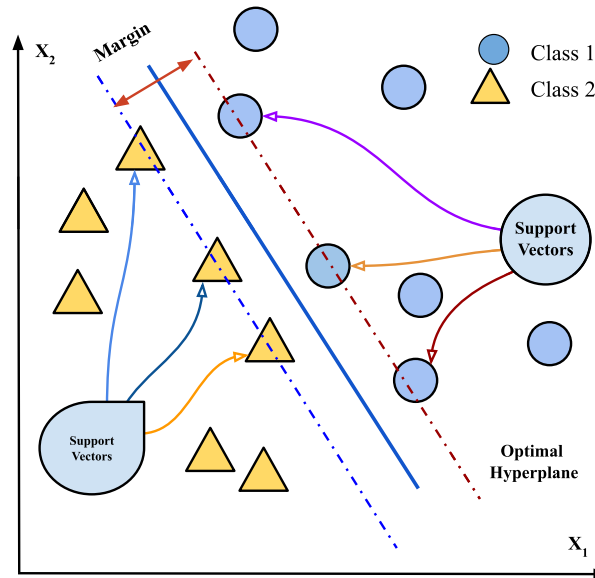 Margin
X₂
Class 1
Class 2
Support
Vectors
Support
Vectors
Optimal
Hyperplane
X₁